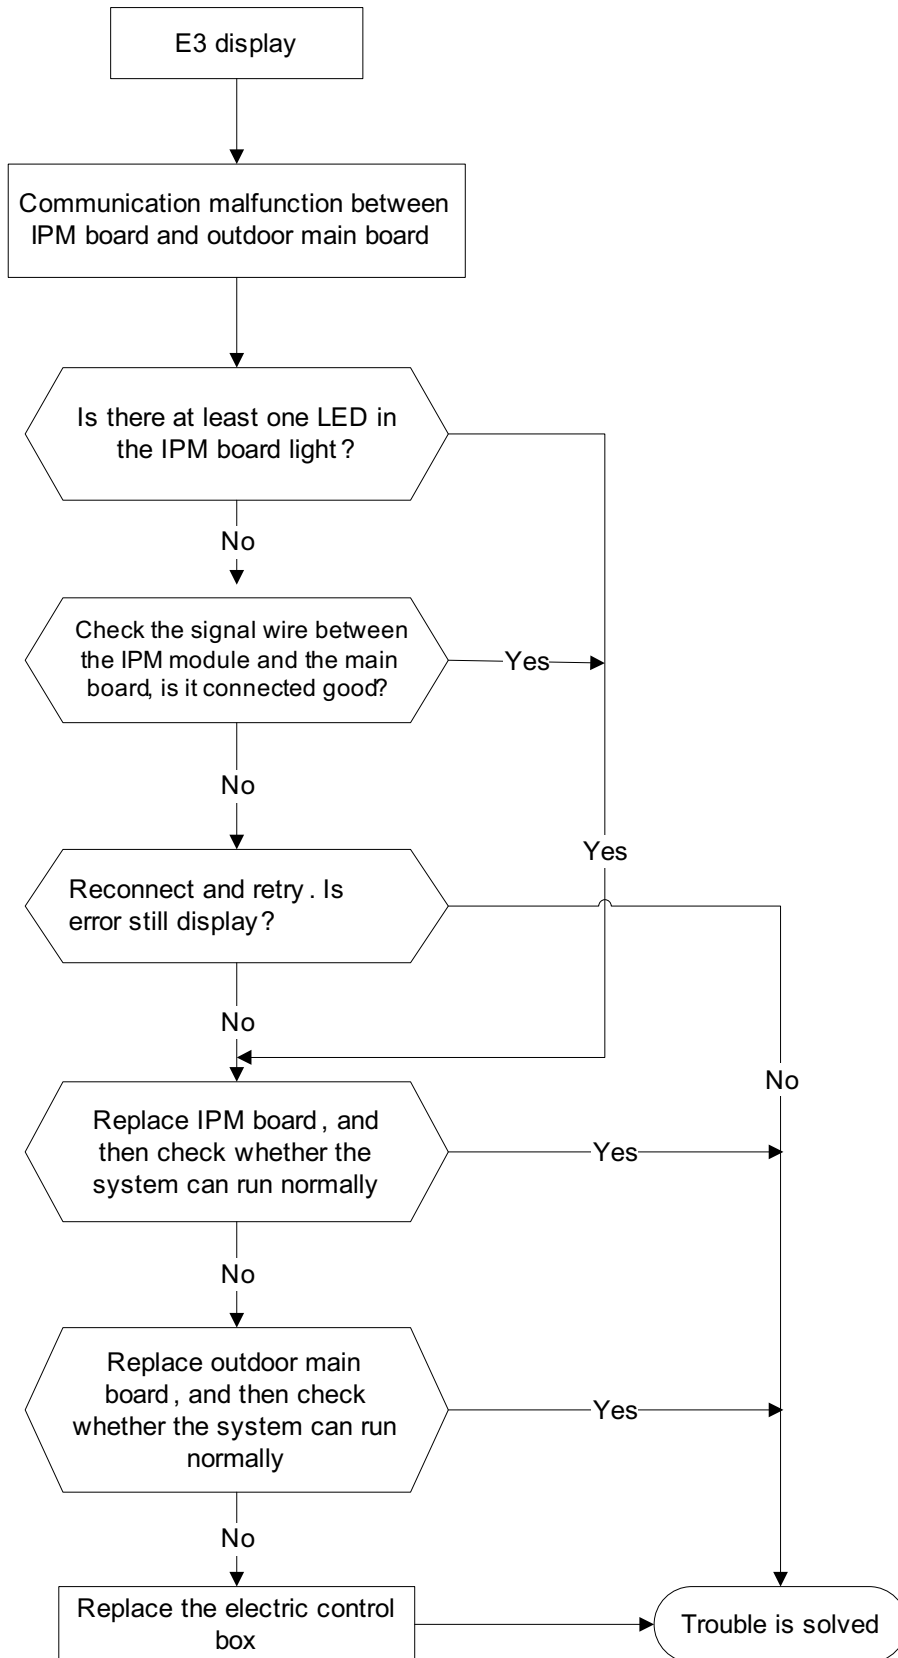 E3 display
Communication malfunction between
IPM board and outdoor main board
Is there at least one LED in
the IPM board light?
No
Check the signal wire between
the IPM module and the main
board, is it connected good?
Yes
No
Yes
Reconnect and retry. Is
error still display?
No
No
Replace IPM board, and
then check whether the
system can run normally
Yes
No
Replace outdoor main
board, and then check
whether the system can run
normally
Yes
No
Replace the electric control
box
Trouble is solved